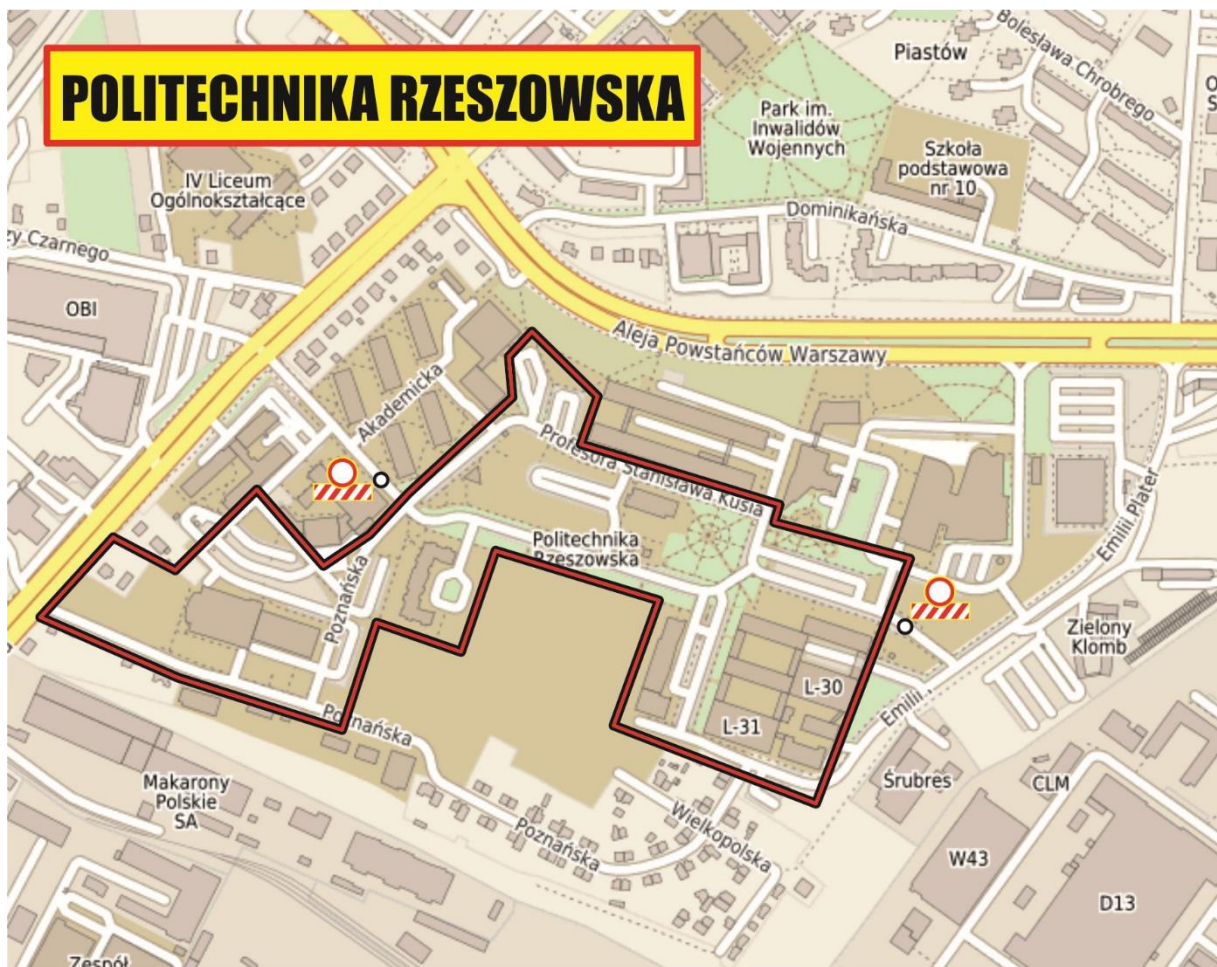 POLITECHNIKA RZESZOWSKA
Piastów
Bolesława Chrobrego
O
S
Park im.
Inwalidów
Wojennych
Szkoła
podstawowa
nr 10
IV Liceum
Ogólnokształcące
Dominikańska
zy Czarnego
OBI
Aleja Powstańców Warszawy
Akademicka
Profesora Stanisława Kusia
Emilii Plater
Politechnika
Rzeszowska
Poznańska
Zielony
Klomb
L-30
Emilii
L-31
Poznańska
Makarony
Polskie
SA
Śrubres
CLM
Wielkopolska
Poznańska
W43
D13
Zespół